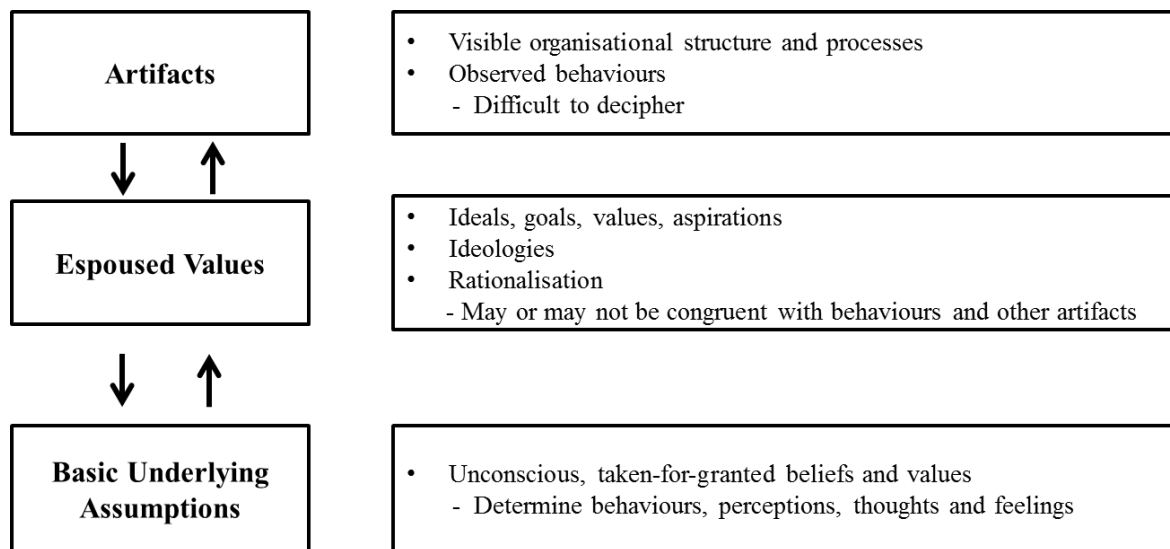 Artifacts
• Visible organisational structure and processes
• Observed behaviours
- Difficult to decipher
Espoused Values
• Ideals, goals, values, aspirations
• Ideologies
• Rationalisation
- May or may not be congruent with behaviours and other artifacts
Basic Underlying
Assumptions
• Unconscious, taken-for-granted beliefs and values
- Determine behaviours, perceptions, thoughts and feelings